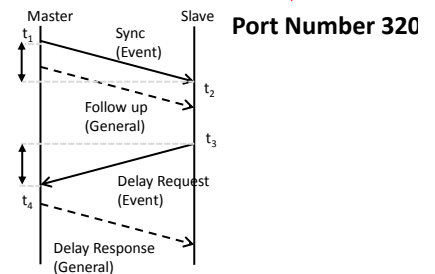 Master
Slave
Port Number 320
t1
Sync
(Event)
t2
Follow up
(General)
t3
Delay Request
(Event)
t4
Delay Response
(General)